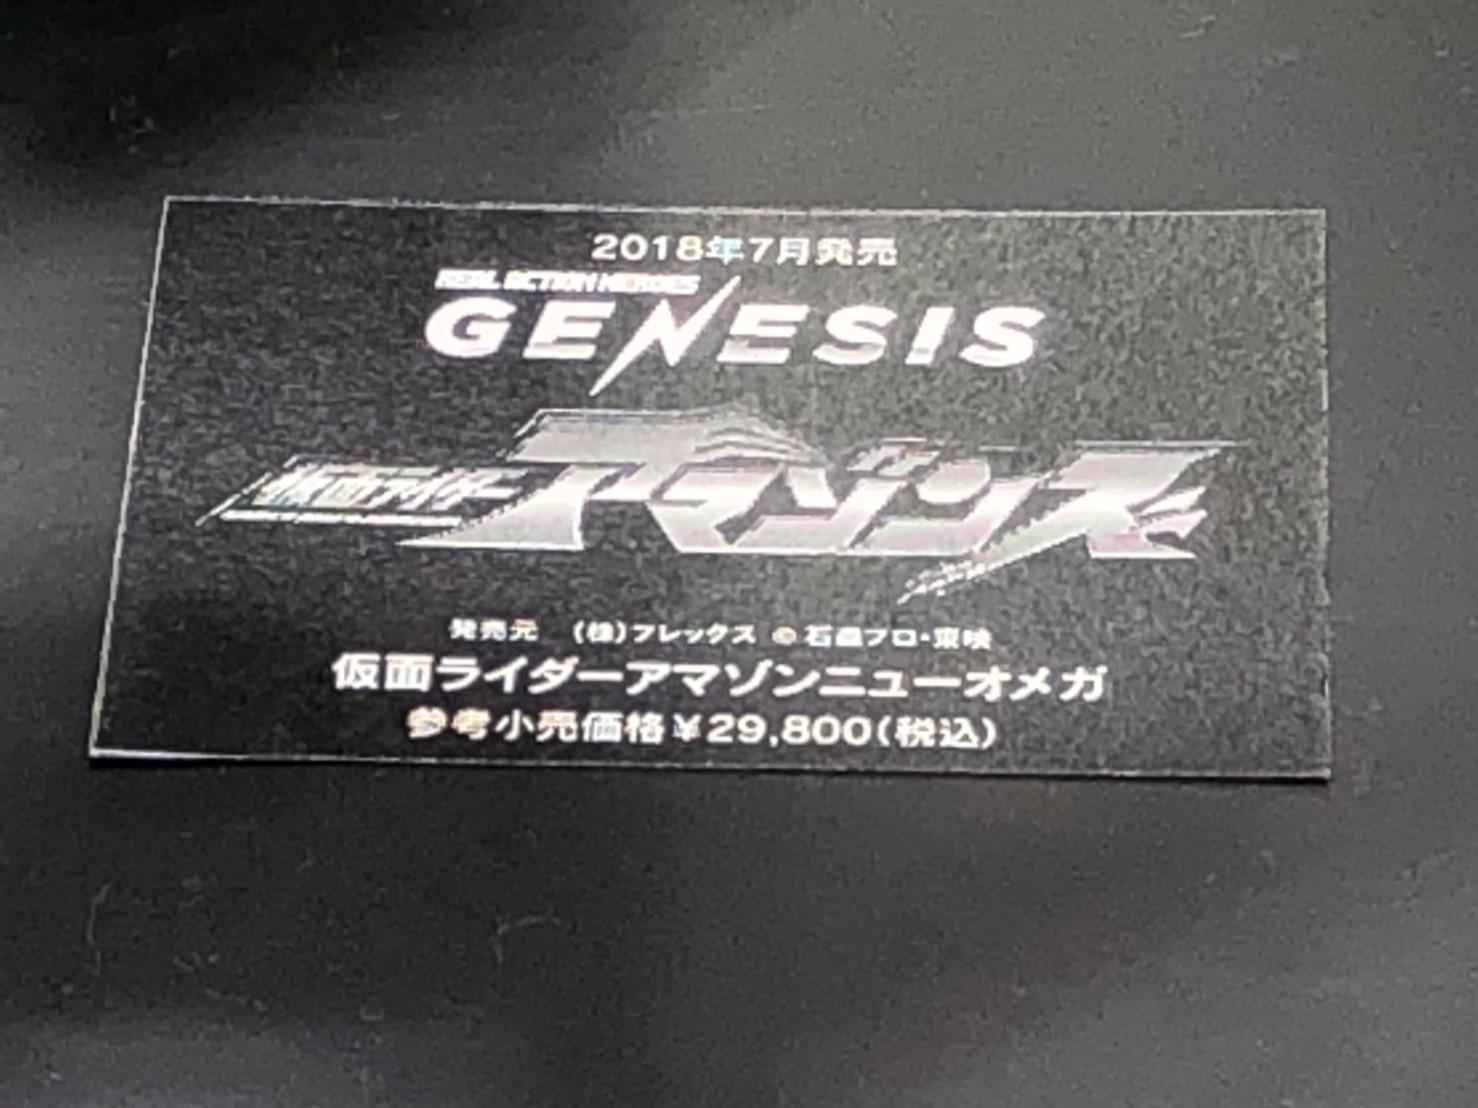 2018年7月発売
REAL ACTION HEROES
GENESIS
仮面ライダー アマゾンズ
発売元 (株)プレックス © 石森プロ・東映
仮面ライダーアマゾンニューオメガ
参考小売価格¥29,800(税込)